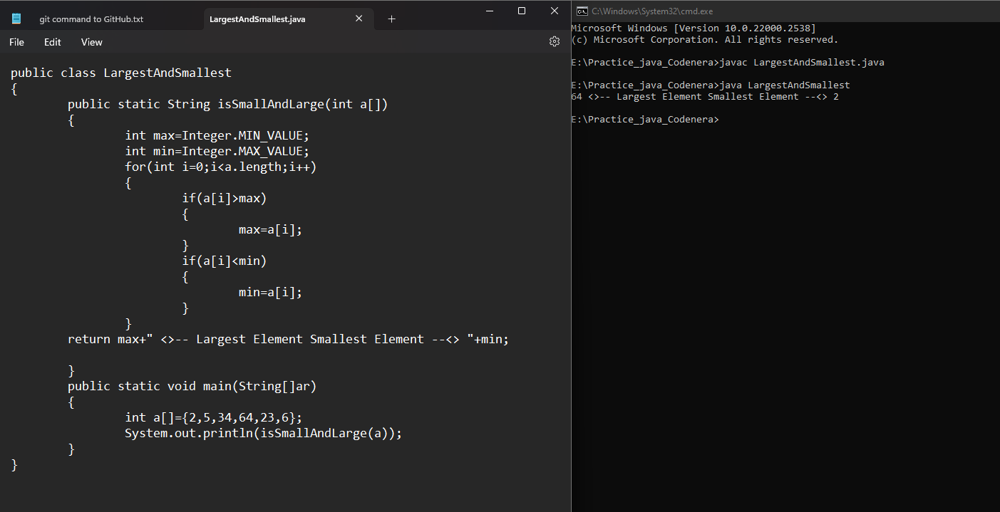 git command to GitHub.txt
LargestAndSmallest.java
File Edit View
public class LargestAndSmallest
{
public static String isSmallAndLarge(int a[])
{
int max=Integer.MIN_VALUE;
int min=Integer.MAX_VALUE;
for(int i=0;i<a.length;i++)
{
if(a[i]>max)
{
max=a[i];
}
if(a[i]<min)
{
min=a[i];
}
}
return max+" <>-- Largest Element Smallest Element --<> "+min;
}
public static void main(String[]ar)
{
int a[]={2,5,34,64,23,6};
System.out.println(isSmallAndLarge(a));
}
}
C:\Windows\System32\cmd.exe
Microsoft Windows [Version 10.0.22000.2538]
(c) Microsoft Corporation. All rights reserved.
E:\Practice_java_Codenera>javac LargestAndSmallest.java
E:\Practice_java_Codenera>java LargestAndSmallest
64 <>-- Largest Element Smallest Element --<> 2
E:\Practice_java_Codenera>